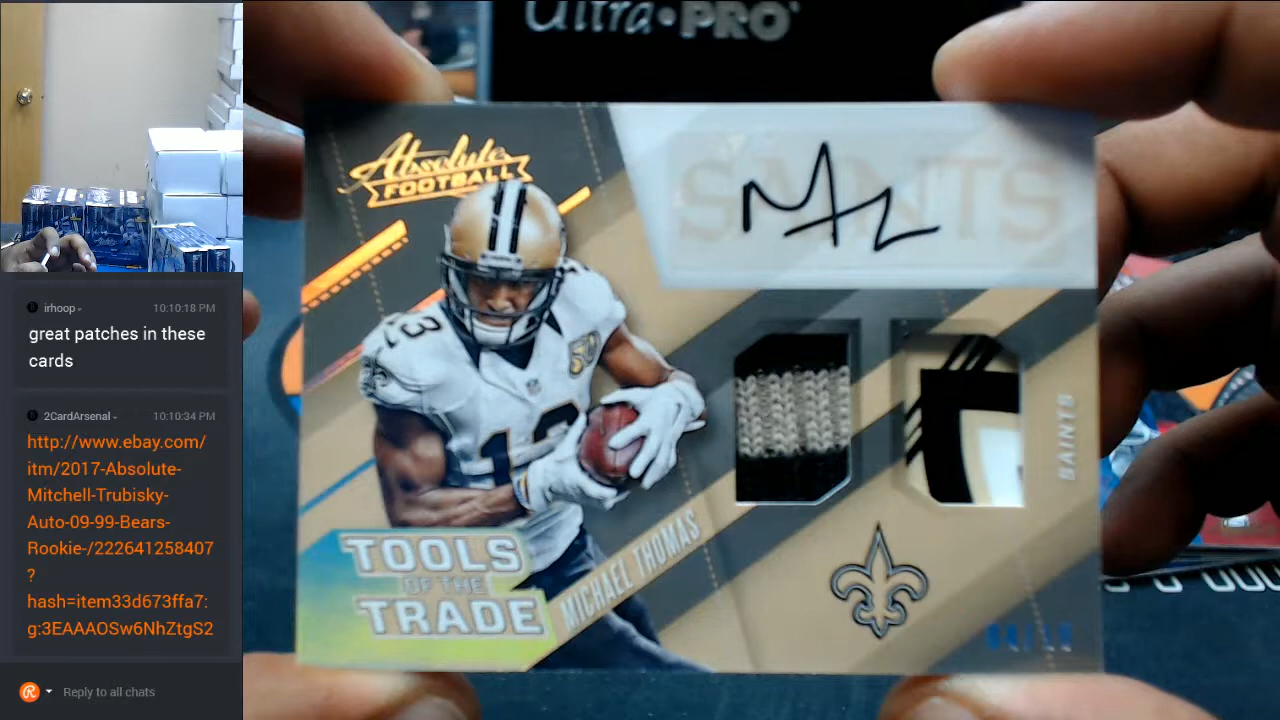 Ultra•PRO
irhoop
10:10:18 PM
great patches in these
cards
2CardArsenal
10:10:34 PM
http://www.ebay.com/
itm/2017-Absolute-
Mitchell-Trubisky-
Auto-09-99-Bears-
Rookie-/222641258407
?
hash=item33d673ffa7:
g:3EAAAOSw6NhZtgS2
Reply to all chats
Absolute
FOOTBALL
SAINTS
13
TOOLS
OF THE
TRADE
MICHAEL THOMAS
SAINTS